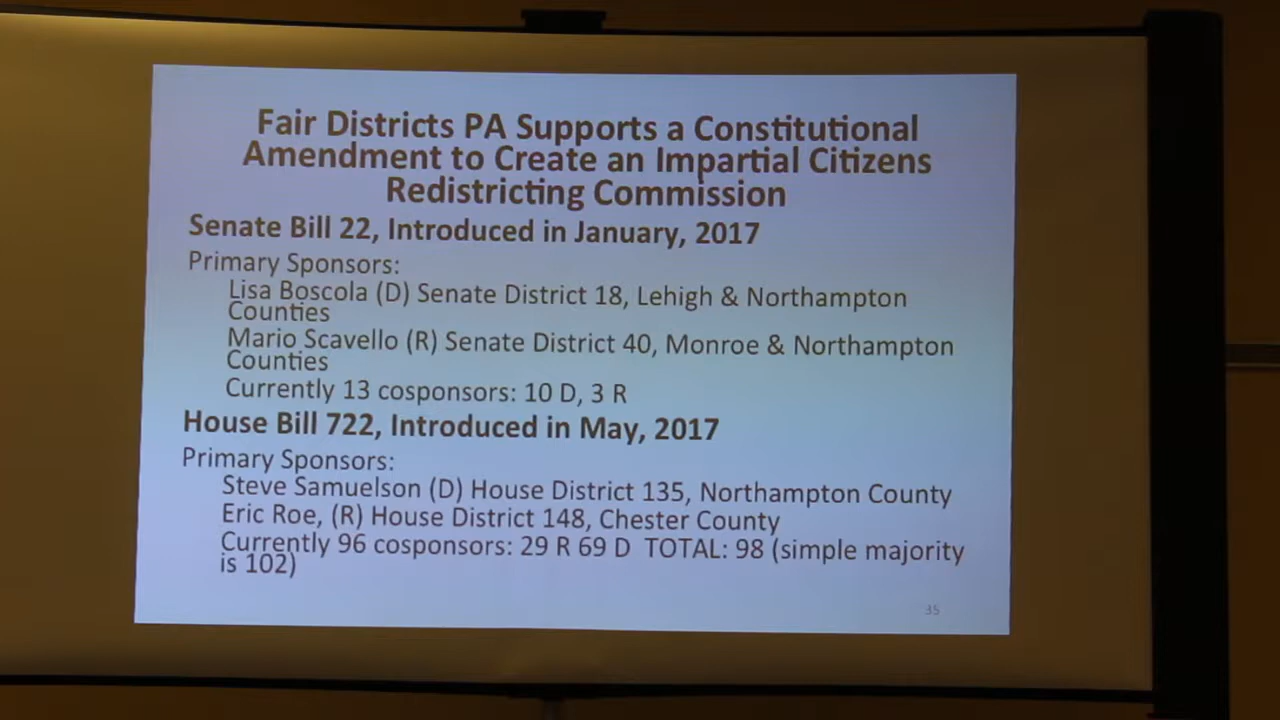 Fair Districts PA Supports a Constitutional
Amendment to Create an Impartial Citizens
Redistricting Commission
Senate Bill 22, Introduced in January, 2017
Primary Sponsors:
Lisa Boscola (D) Senate District 18, Lehigh & Northampton
Counties
Mario Scavello (R) Senate District 40, Monroe & Northampton
Counties
Currently 13 cosponsors: 10 D, 3 R
House Bill 722, Introduced in May, 2017
Primary Sponsors:
Steve Samuelson (D) House District 135, Northampton County
Eric Roe, (R) House District 148, Chester County
Currently 96 cosponsors: 29 R 69 D TOTAL: 98 (simple majority
is 102)
35